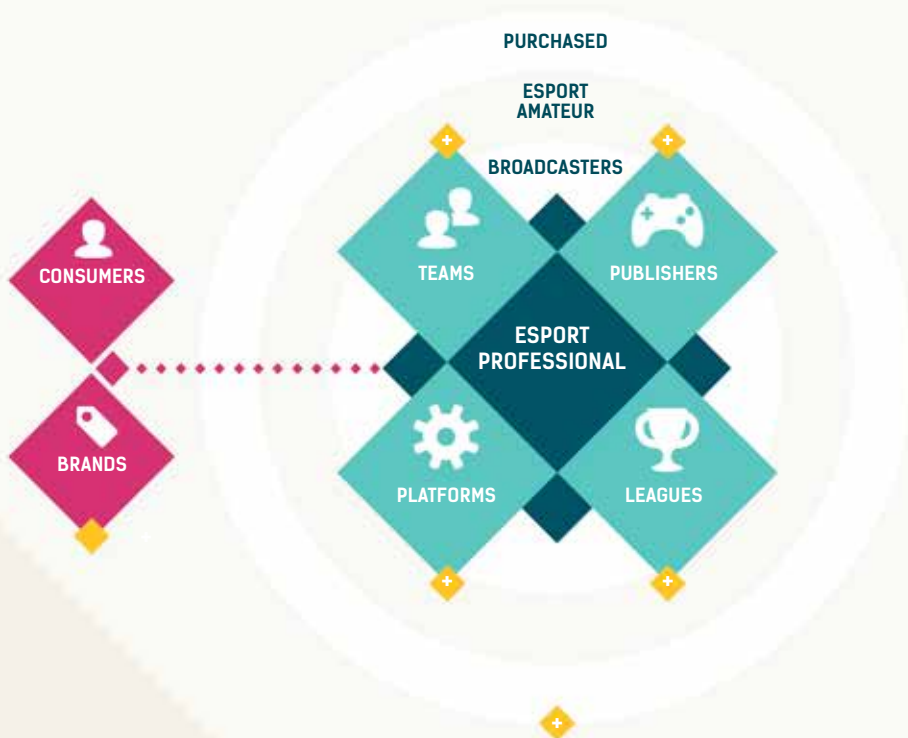 PURCHASED
ESPORT
AMATEUR
BROADCASTERS
TEAMS
PUBLISHERS
CONSUMERS
ESPORT
PROFESSIONAL
BRANDS
PLATFORMS
LEAGUES